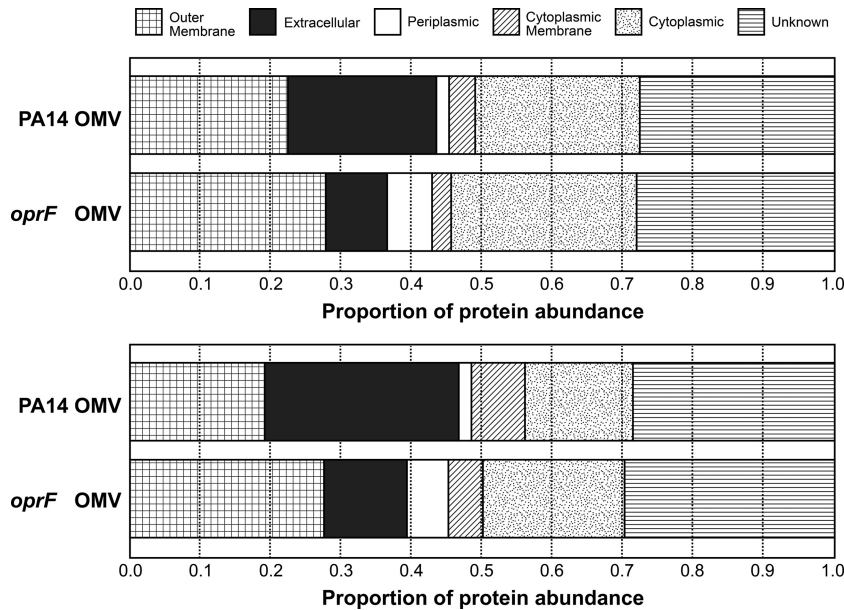 Outer Membrane
Extracellular
Periplasmic
Cytoplasmic Membrane
Cytoplasmic
Unknown
PA14 OMV
oprF OMV
0.0 0.1 0.2 0.3 0.4 0.5 0.6 0.7 0.8 0.9 1.0
Proportion of protein abundance
PA14 OMV
oprF OMV
0.0 0.1 0.2 0.3 0.4 0.5 0.6 0.7 0.8 0.9 1.0
Proportion of protein abundance